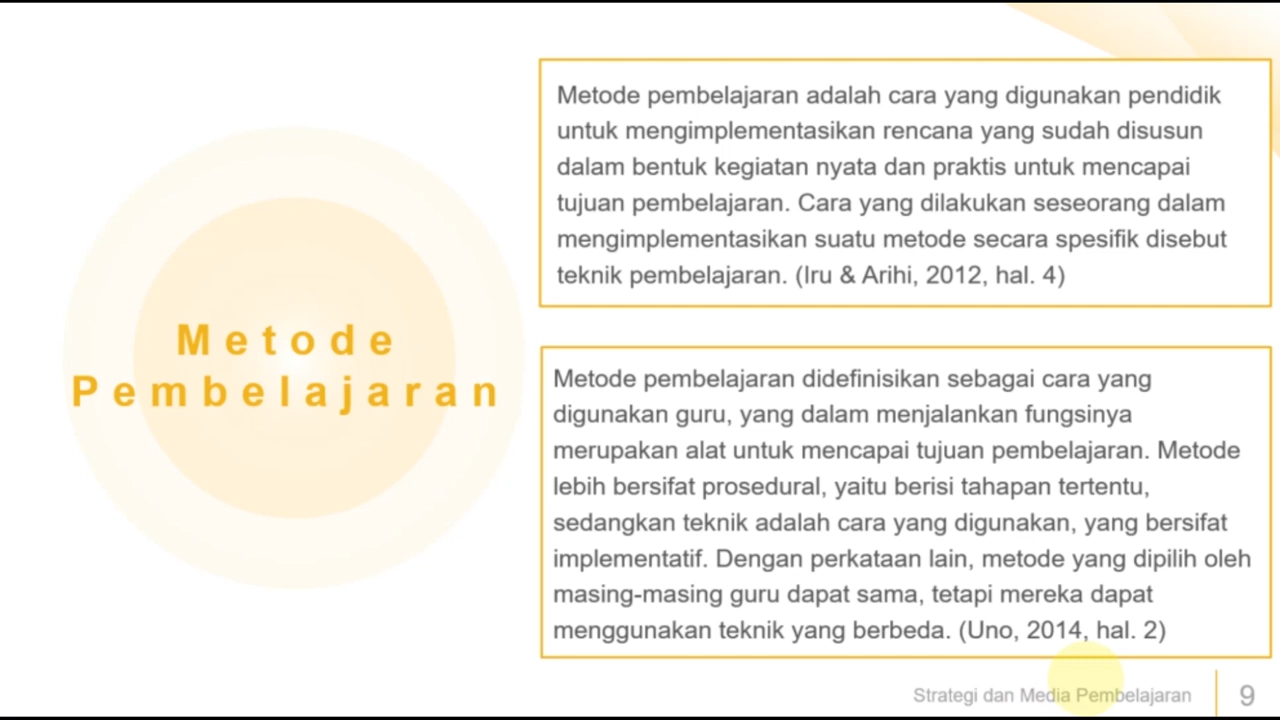 Metode
Pembelajaran
Metode pembelajaran adalah cara yang digunakan pendidik
untuk mengimplementasikan rencana yang sudah disusun
dalam bentuk kegiatan nyata dan praktis untuk mencapai
tujuan pembelajaran. Cara yang dilakukan seseorang dalam
mengimplementasikan suatu metode secara spesifik disebut
teknik pembelajaran. (Iru & Arihi, 2012, hal. 4)
Metode pembelajaran didefinisikan sebagai cara yang
digunakan guru, yang dalam menjalankan fungsinya
merupakan alat untuk mencapai tujuan pembelajaran. Metode
lebih bersifat prosedural, yaitu berisi tahapan tertentu,
sedangkan teknik adalah cara yang digunakan, yang bersifat
implementatif. Dengan perkataan lain, metode yang dipilih oleh
masing-masing guru dapat sama, tetapi mereka dapat
menggunakan teknik yang berbeda. (Uno, 2014, hal. 2)
Strategi dan Media Pembelajaran 9